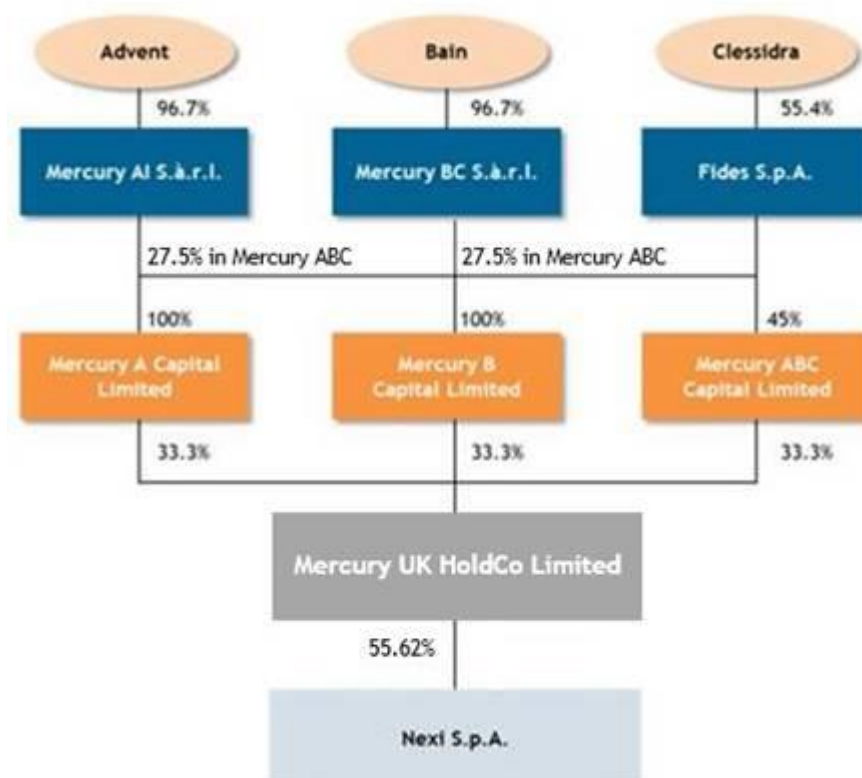 Advent
Bain
Clessidra
96.7%
96.7%
55.4%
Mercury AI S.à.r.l.
Mercury BC S.à.r.l.
Fides S.p.A.
27.5% in Mercury ABC
27.5% in Mercury ABC
100%
100%
45%
Mercury A Capital
Limited
Mercury B
Capital Limited
Mercury ABC
Capital Limited
33.3%
33.3%
33.3%
Mercury UK HoldCo Limited
55.62%
Nexi S.p.A.